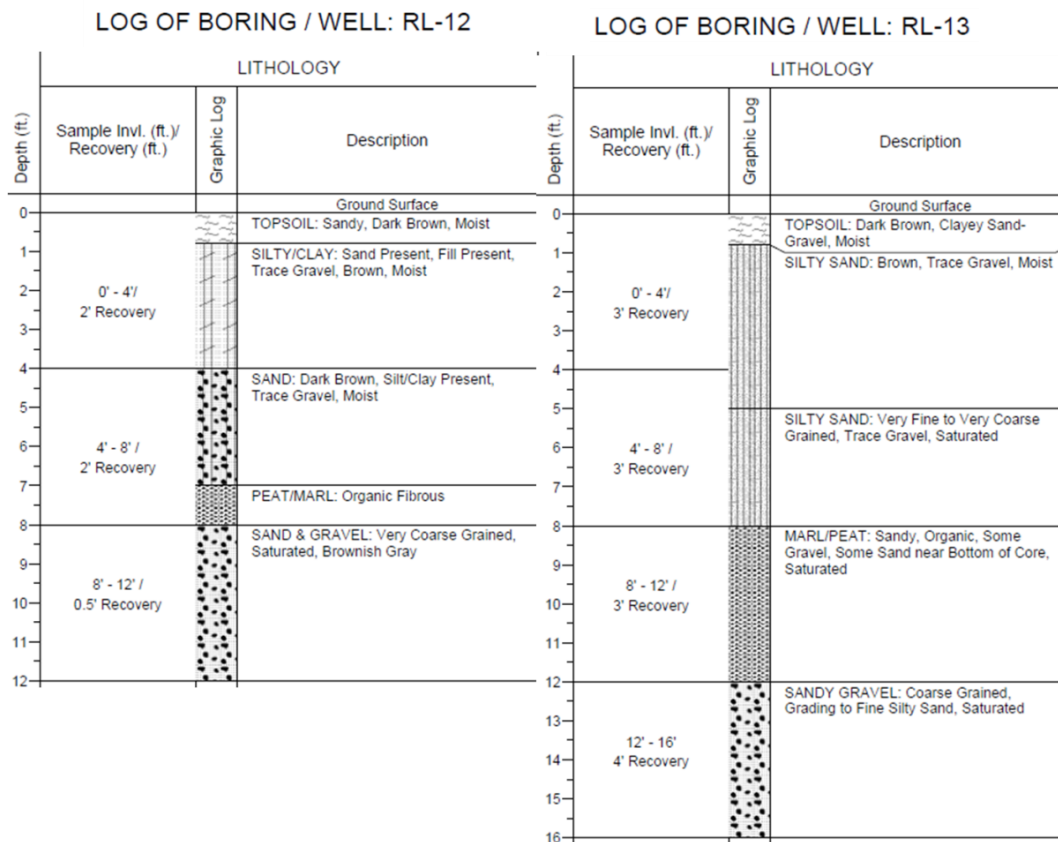 LOG OF BORING / WELL: RL-12
LITHOLOGY
Depth (ft.)
Sample Invl. (ft.)/
Recovery (ft.)
Graphic Log
Description
Ground Surface
0
TOPSOIL: Sandy, Dark Brown, Moist
1
SILTY/CLAY: Sand Present, Fill Present,
Trace Gravel, Brown, Moist
2
0' - 4'/
2' Recovery
3
4
SAND: Dark Brown, Silt/Clay Present,
Trace Gravel, Moist
5
6
4' - 8' /
2' Recovery
7
PEAT/MARL: Organic Fibrous
8
SAND & GRAVEL: Very Coarse Grained,
Saturated, Brownish Gray
9
8' - 12' /
0.5' Recovery
10
11
12
LOG OF BORING / WELL: RL-13
LITHOLOGY
Depth (ft.)
Sample Invl. (ft.)/
Recovery (ft.)
Graphic Log
Description
Ground Surface
0
TOPSOIL: Dark Brown, Clayey Sand-
Gravel, Moist
1
SILTY SAND: Brown, Trace Gravel, Moist
2
0' - 4'/
3' Recovery
3
4
5
SILTY SAND: Very Fine to Very Coarse
Grained, Trace Gravel, Saturated
6
4' - 8' /
3' Recovery
7
8
MARL/PEAT: Sandy, Organic, Some
Gravel, Some Sand near Bottom of Core,
Saturated
9
8' - 12' /
3' Recovery
10
11
12
SANDY GRAVEL: Coarse Grained,
Grading to Fine Silty Sand, Saturated
13
12' - 16'
4' Recovery
14
15
16